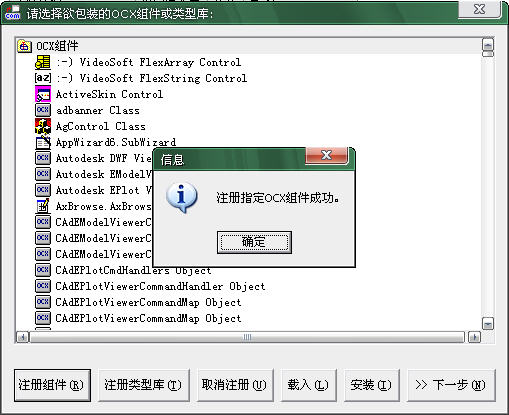 请选择欲包装的OCX组件或类型库:
OCX组件
:-) VideoSoft FlexArray Control
:-) VideoSoft FlexString Control
ActiveSkin Control
adbanner Class
AgControl Class
AppWizard6.SubWizard
Autodesk DWF Vie
Autodesk EModelV
Autodesk EPlot V
AxBrowse.AxBrows
CAdEModelViewerC
CAdEModelViewerC
CAdEModelViewerC
CAdEPlotCmdHandlers Object
CAdEPlotViewerCommandHandler Object
CAdEPlotViewerCommandMap Object
CAdEPlotViewerCommandMap Object
信息
注册指定OCX组件成功。
确定
注册组件(R)
注册类型库(T)
取消注册(U)
载入(L)
安装(I)
>> 下一步(N)